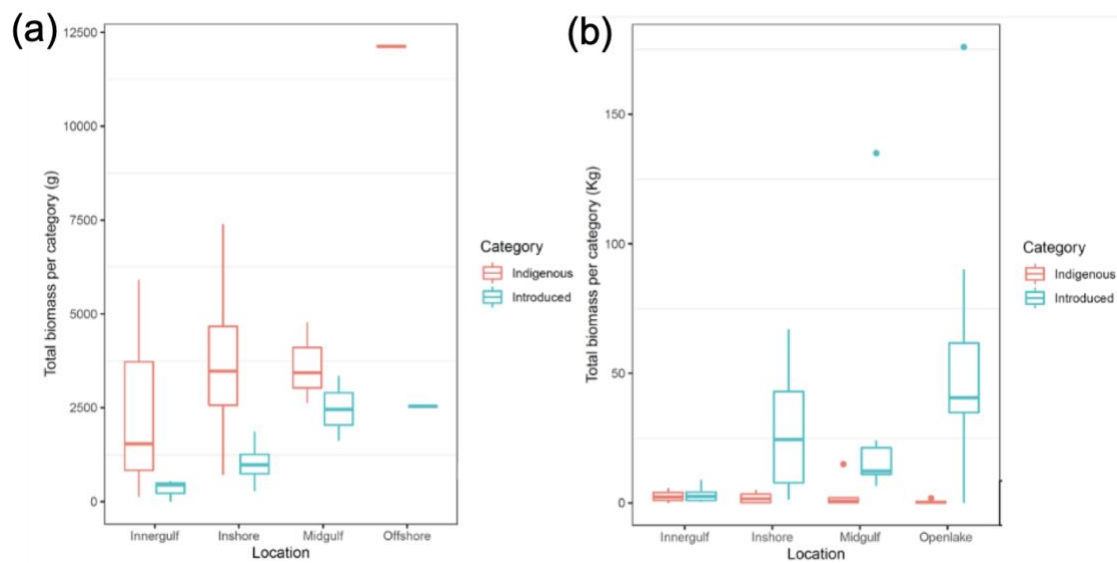 (a)
Total biomass per category (g)
12500
10000
7500
5000
2500
0
Innergulf Inshore Midgulf Offshore
Location
Category
Indigenous
Introduced
(b)
Total biomass per category (Kg)
150
100
50
0
Innergulf Inshore Midgulf Openlake
Location
Category
Indigenous
Introduced